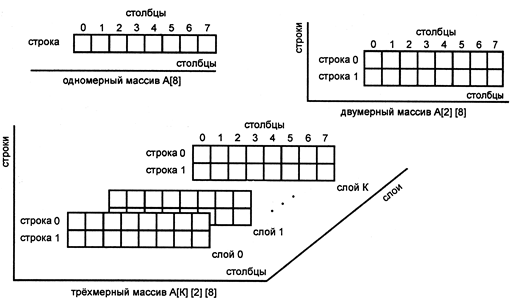 столбцы
0 1 2 3 4 5 6 7
строка
столбцы
одномерный массив А[8]
строки
столбцы
0 1 2 3 4 5 6 7
строка 0
строка 1
столбцы
двумерный массив А[2] [8]
строки
столбцы
0 1 2 3 4 5 6 7
строка 0
строка 1
слой К
слои
строка 0
строка 1
слой 1
слой 0
столбцы
трёхмерный массив А[К] [2] [8]